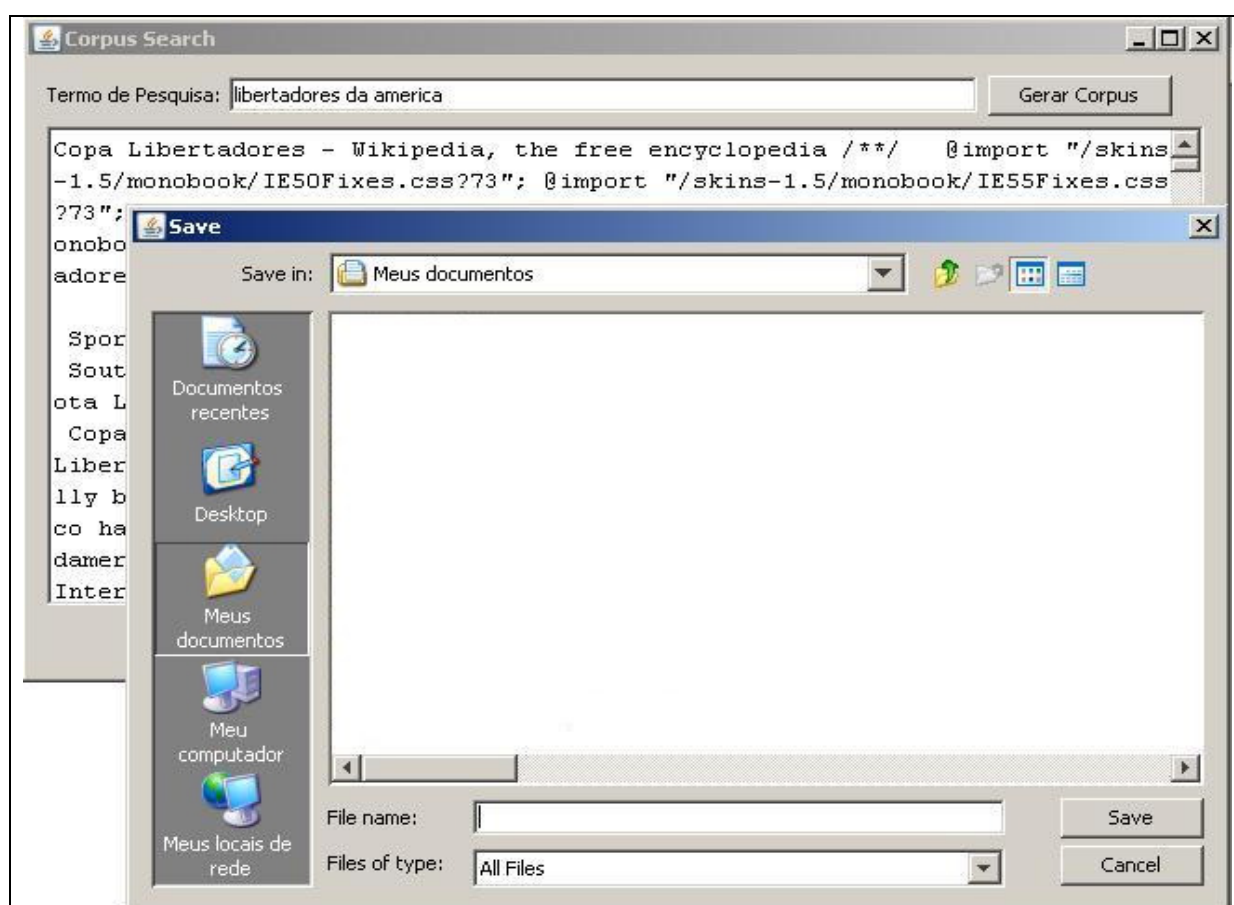 Corpus Search
Termo de Pesquisa: libertadores da america Gerar Corpus
Copa Libertadores - Wikipedia, the free encyclopedia /**/ @import "/skins
-1.5/monobook/IE50Fixes.css?73"; @import "/skins-1.5/monobook/IE55Fixes.css
?73";
onobo
adore
Spor
Sout
ota L
Copa
Liber
lly b
co ha
damer
Inter
Save
Save in: Meus documentos
Documentos
recentes
Desktop
Meus
documentos
Meu
computador
Meus locais de
rede
File name: Save
Files of type: All Files Cancel